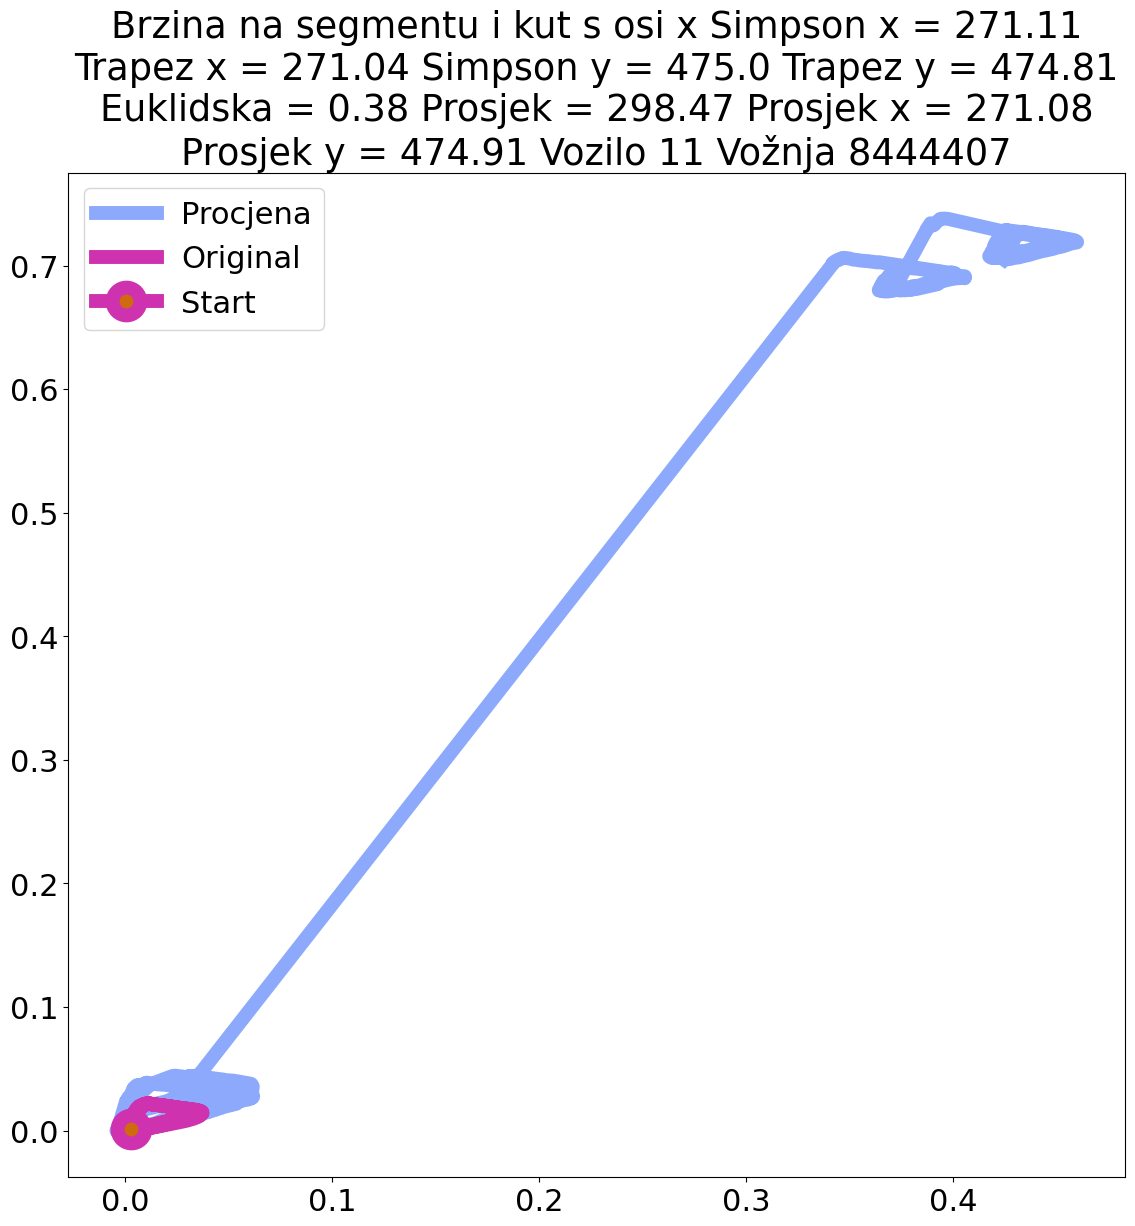 Brzina na segmentu i kut s osi x Simpson x = 271.11
Trapez x = 271.04 Simpson y = 475.0 Trapez y = 474.81
Euklidska = 0.38 Prosjek = 298.47 Prosjek x = 271.08
Prosjek y = 474.91 Vozilo 11 Vožnja 8444407
Procjena
Original
Start
0.7
0.6
0.5
0.4
0.3
0.2
0.1
0.0
0.0 0.1 0.2 0.3 0.4